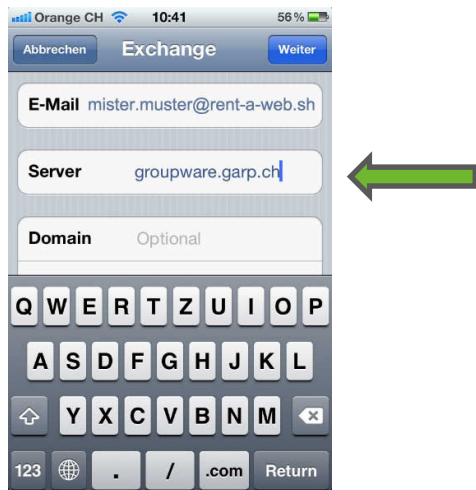 Orange CH 10:41 56 %
Abbrechen Exchange Weiter
E-Mail mister.muster@rent-a-web.sh
Server groupware.garp.ch
Domain Optional
Q W E R T Z U I O P
A S D F G H J K L
Y X C V B N M
123 . / .com Return